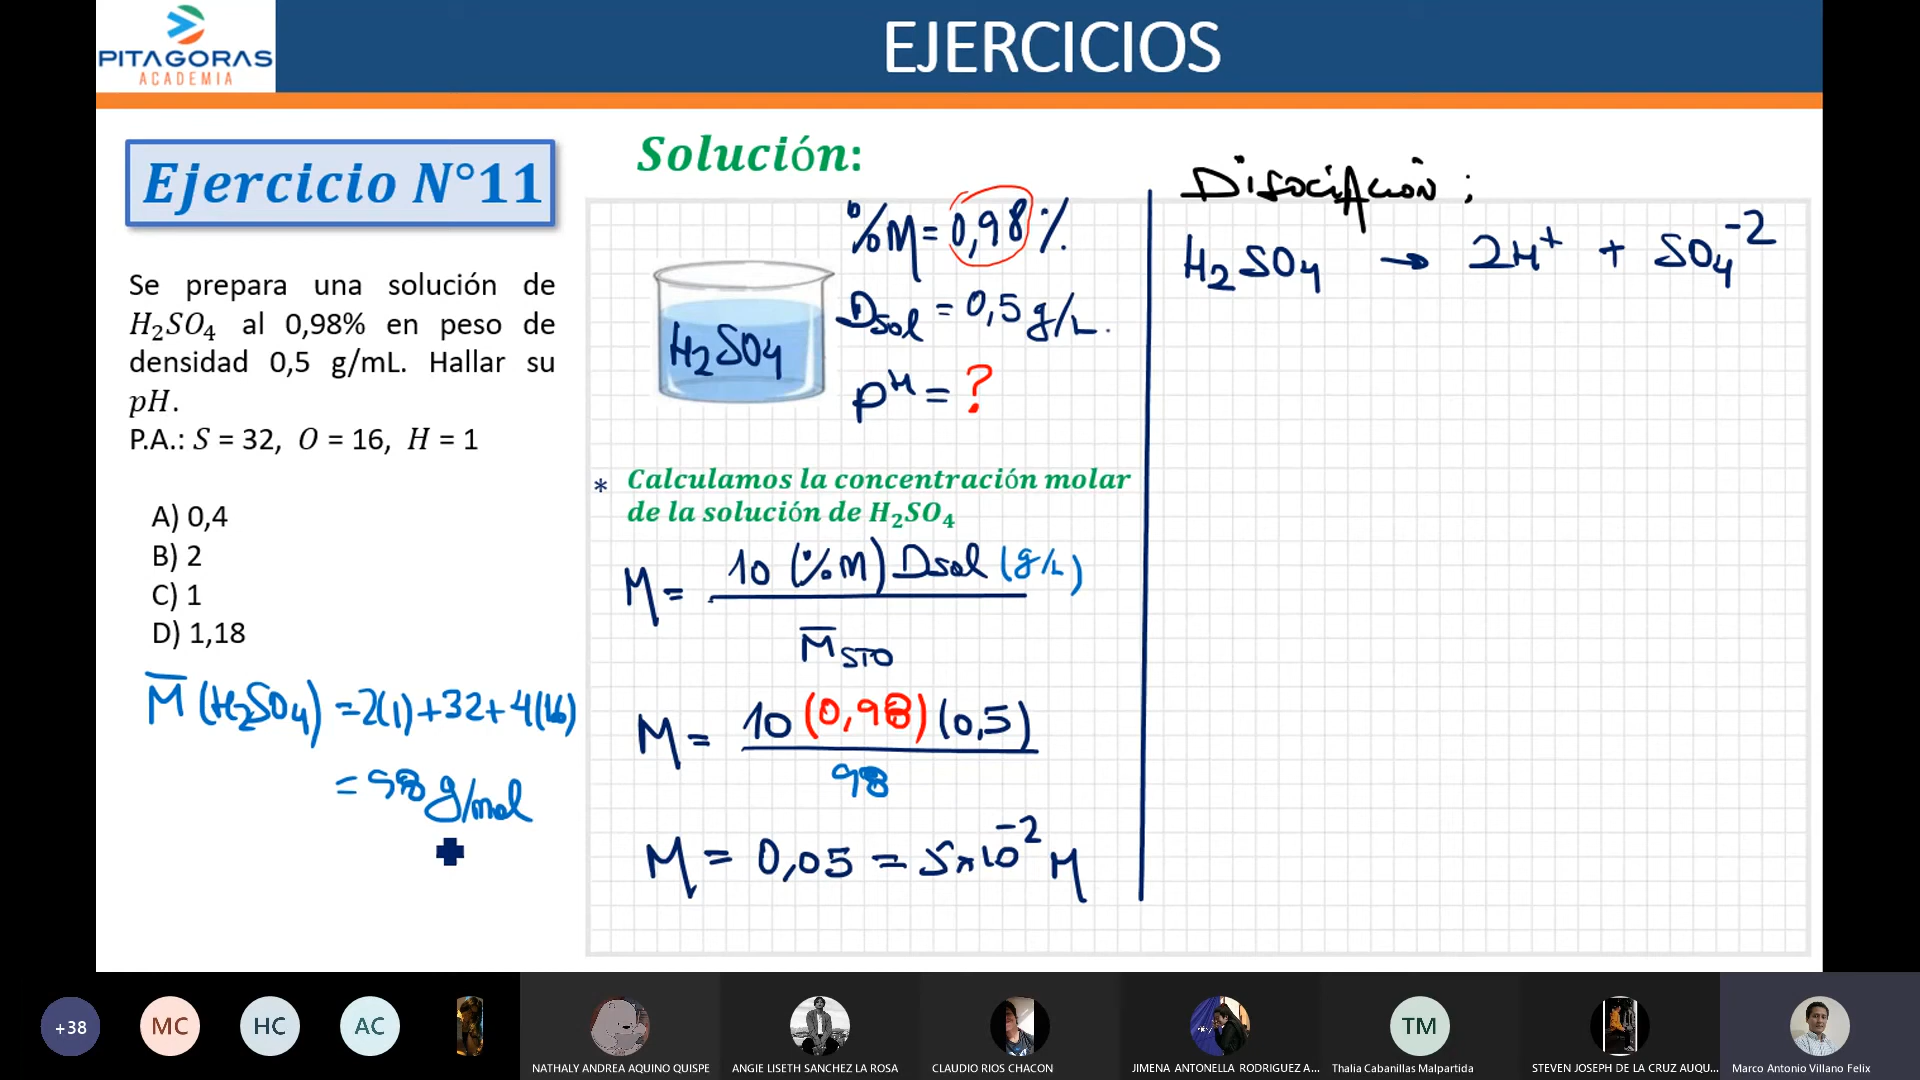 PITAGORAS
ACADEMIA
EJERCICIOS
Ejercicio N°11
Se prepara una solución de
H₂SO₄ al 0,98% en peso de
densidad 0,5 g/mL. Hallar su
pH.
P.A.: S = 32, O = 16, H = 1
A) 0,4
B) 2
C) 1
D) 1,18
M̅ (H₂SO₄) = 2(1) + 32 + 4(16)
= 98 g/mol
Solución:
%M = 0,98 %
Dsol = 0,5 g/L.
H₂SO₄
pH = ?
* Calculamos la concentración molar
de la solución de H₂SO₄
M = 10 (%M) Dsol (g/L)
M̅ STO
M = 10 (0,98) (0,5)
98
M = 0,05 = 5x10⁻² M
Disociación :
H₂SO₄ → 2H⁺ + SO₄⁻²
+38
MC
HC
AC
TM
NATHALY ANDREA AQUINO QUISPE
ANGIE LISETH SANCHEZ LA ROSA
CLAUDIO RIOS CHACON
JIMENA ANTONELLA RODRIGUEZ A...
Thalia Cabanillas Malpartida
STEVEN JOSEPH DE LA CRUZ AUQU...
Marco Antonio Villano Felix